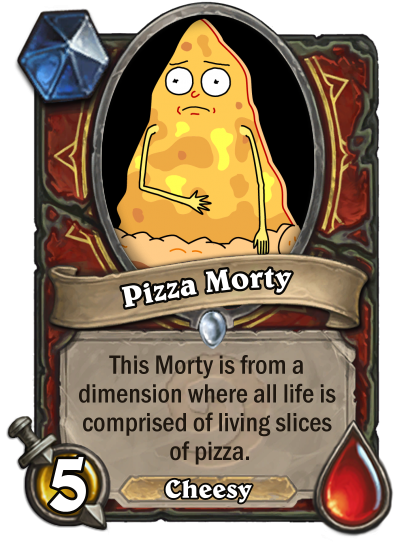 Pizza Morty
This Morty is from a
dimension where all life is
comprised of living slices
of pizza.
5
Cheesy